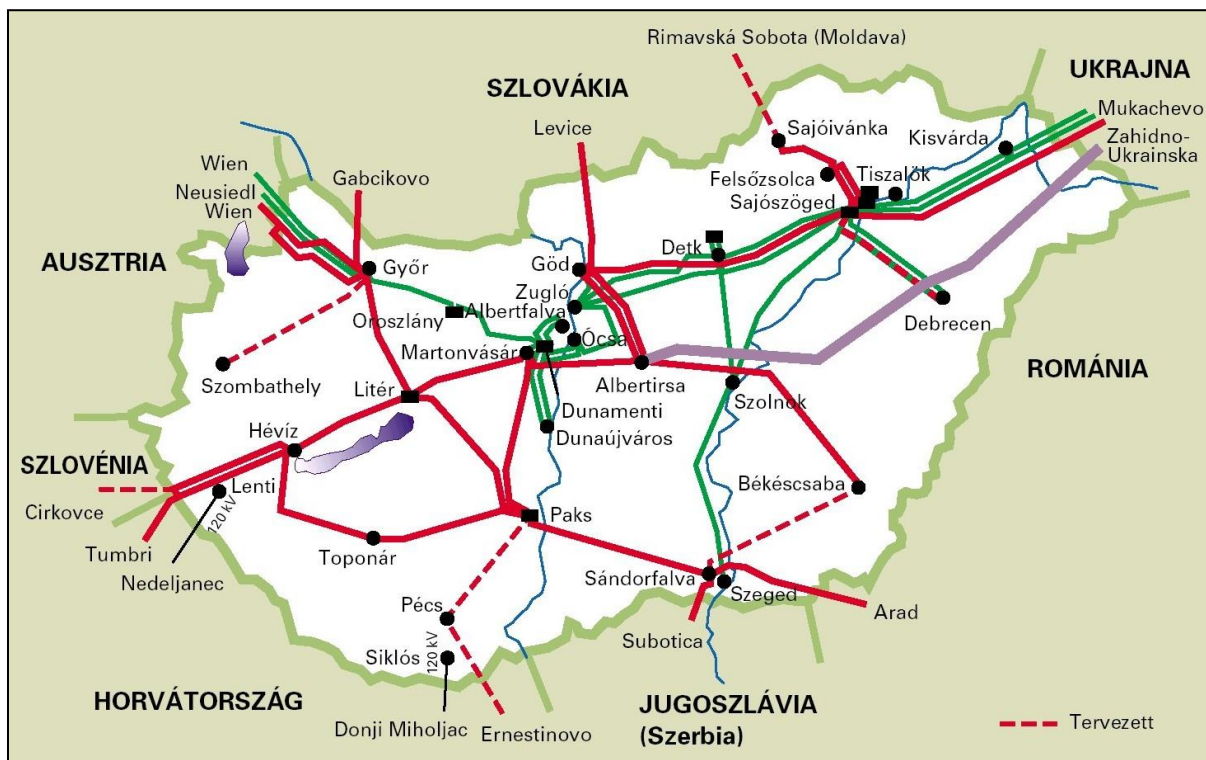 Rimavská Sobota (Moldava)
UKRAJNA
SZLOVÁKIA
Mukachevo
Levice
Sajóivánka
Kisvárda
Zahidno-
Ukrainska
Wien
Neusiedl
Wien
Gabcikovo
Felsőzsolca
Tiszalök
Sajószöged
AUSZTRIA
Győr
Göd
Detk
Zugló
Albertfalva
Oroszlány
Ócsa
Debrecen
Martonvásár
Szombathely
Albertirsa
ROMÁNIA
Litér
Dunamenti
Szolnok
Dunaújváros
Hévíz
SZLOVÉNIA
Lenti
Békéscsaba
Cirkovce
120 kV
Paks
Tumbri
Toponár
Nedeljanec
Sándorfalva
Szeged
Pécs
Arad
Subotica
Siklós
120 kV
HORVÁTORSZÁG
JUGOSZLÁVIA
(Szerbia)
Donji Miholjac
Ernestinovo
Tervezett